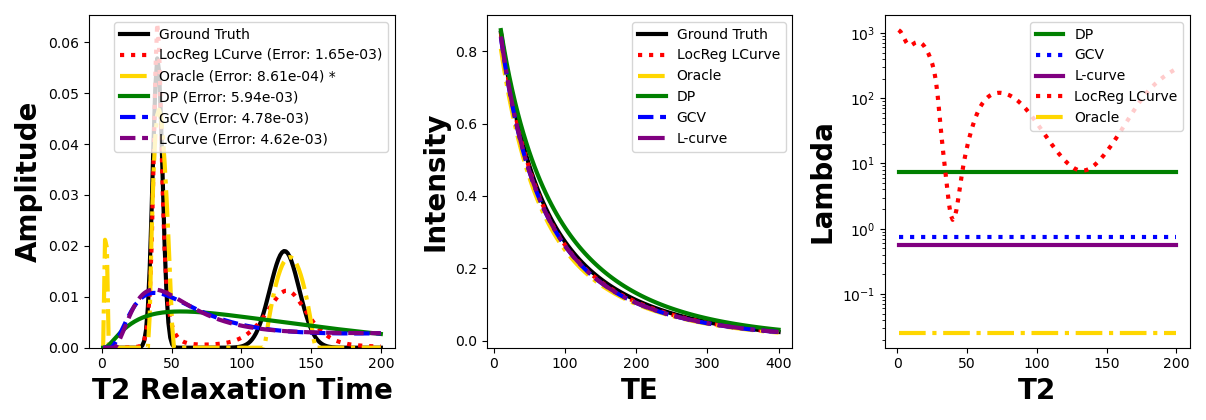 Amplitude
0.06
0.05
0.04
0.03
0.02
0.01
0.00
Ground Truth
LocReg LCurve (Error: 1.65e-03)
Oracle (Error: 8.61e-04) *
DP (Error: 5.94e-03)
GCV (Error: 4.78e-03)
LCurve (Error: 4.62e-03)
0 50 100 150 200
T2 Relaxation Time
Intensity
0.8
0.6
0.4
0.2
0.0
Ground Truth
LocReg LCurve
Oracle
DP
GCV
L-curve
0 100 200 300 400
TE
Lambda
10³
10²
10¹
10⁰
10⁻¹
DP
GCV
L-curve
LocReg LCurve
Oracle
0 50 100 150 200
T2